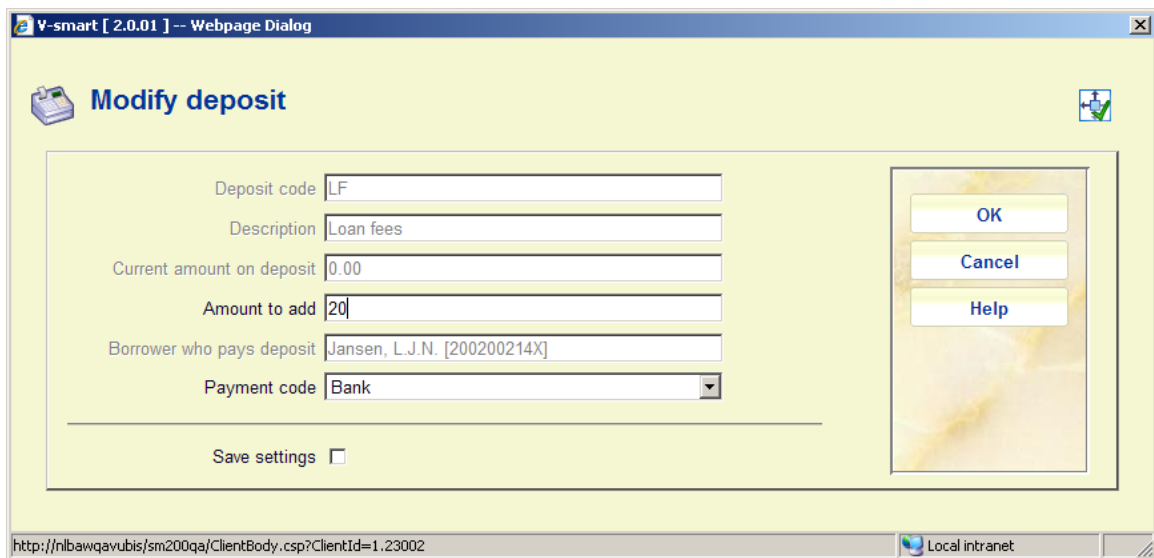 V-smart [ 2.0.01 ] -- Webpage Dialog
Modify deposit
Deposit code LF
Description Loan fees
Current amount on deposit 0.00
Amount to add 20
Borrower who pays deposit Jansen, L.J.N. [200200214X]
Payment code Bank
Save settings
OK
Cancel
Help
http://nlbawqavubis/sm200qa/ClientBody.csp?ClientId=1.23002
Local intranet